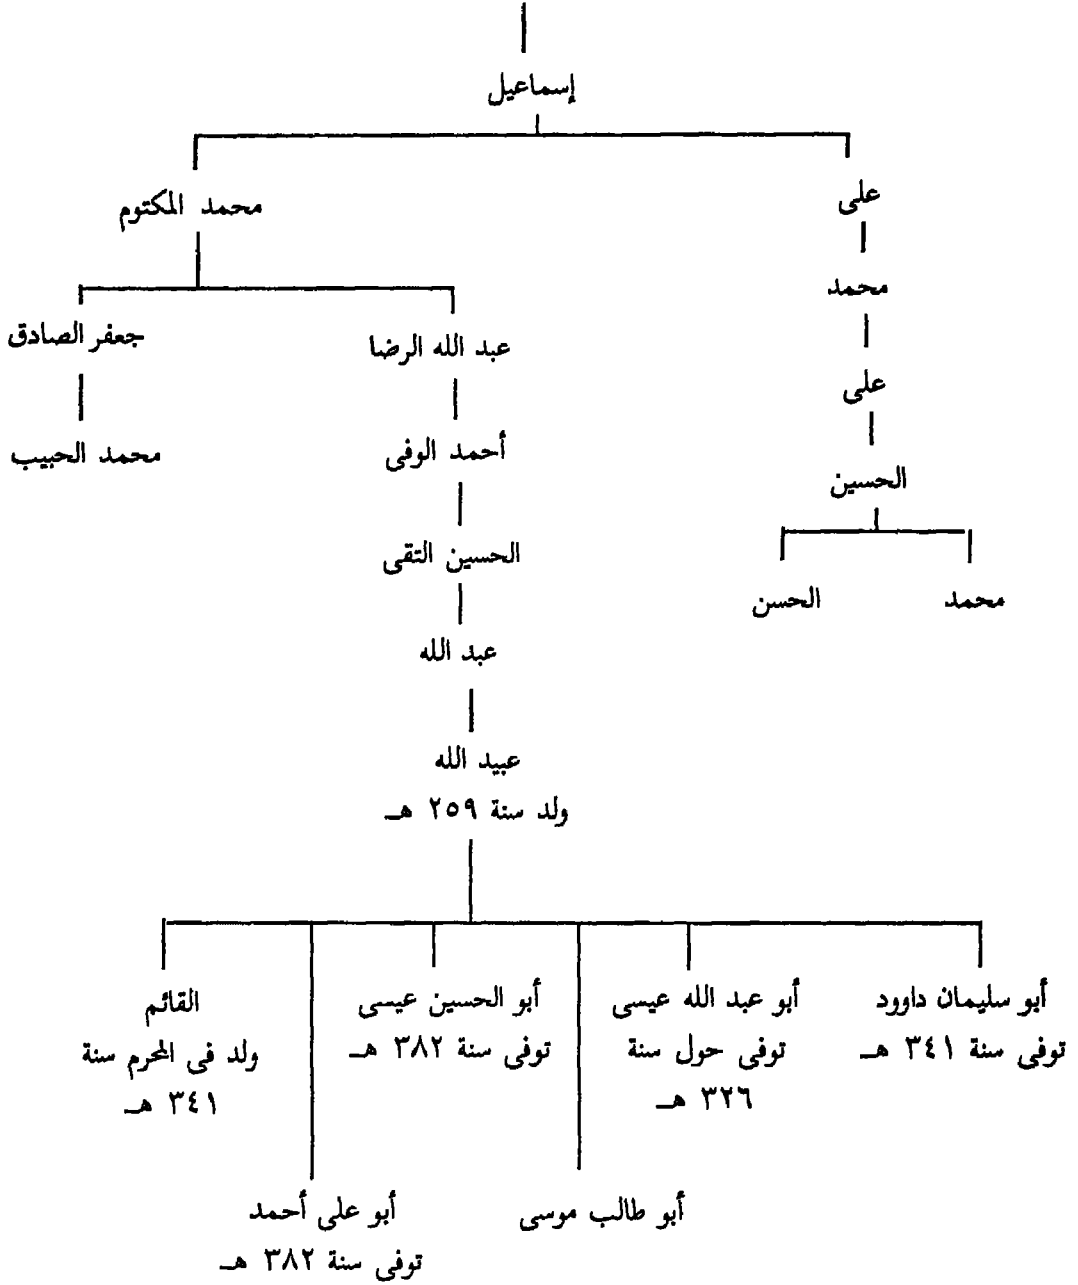 إسماعيل
على
محمد المكتوم
محمد
جعفر الصادق
عبد الله الرضا
على
أحمد الوفى
محمد الحبيب
الحسين
الحسين التقى
محمد
الحسن
عبد الله
عبيد الله
ولد سنة ٢٥٩ هـ
أبو سليمان داوود
توفى سنة ٣٤١ هـ
أبو عبد الله عيسى
توفى حول سنة
٣٢٦ هـ
أبو الحسين عيسى
توفى سنة ٣٨٢ هـ
القائم
ولد فى المحرم سنة
٣٤١ هـ
أبو طالب موسى
أبو على أحمد
توفى سنة ٣٨٢ هـ